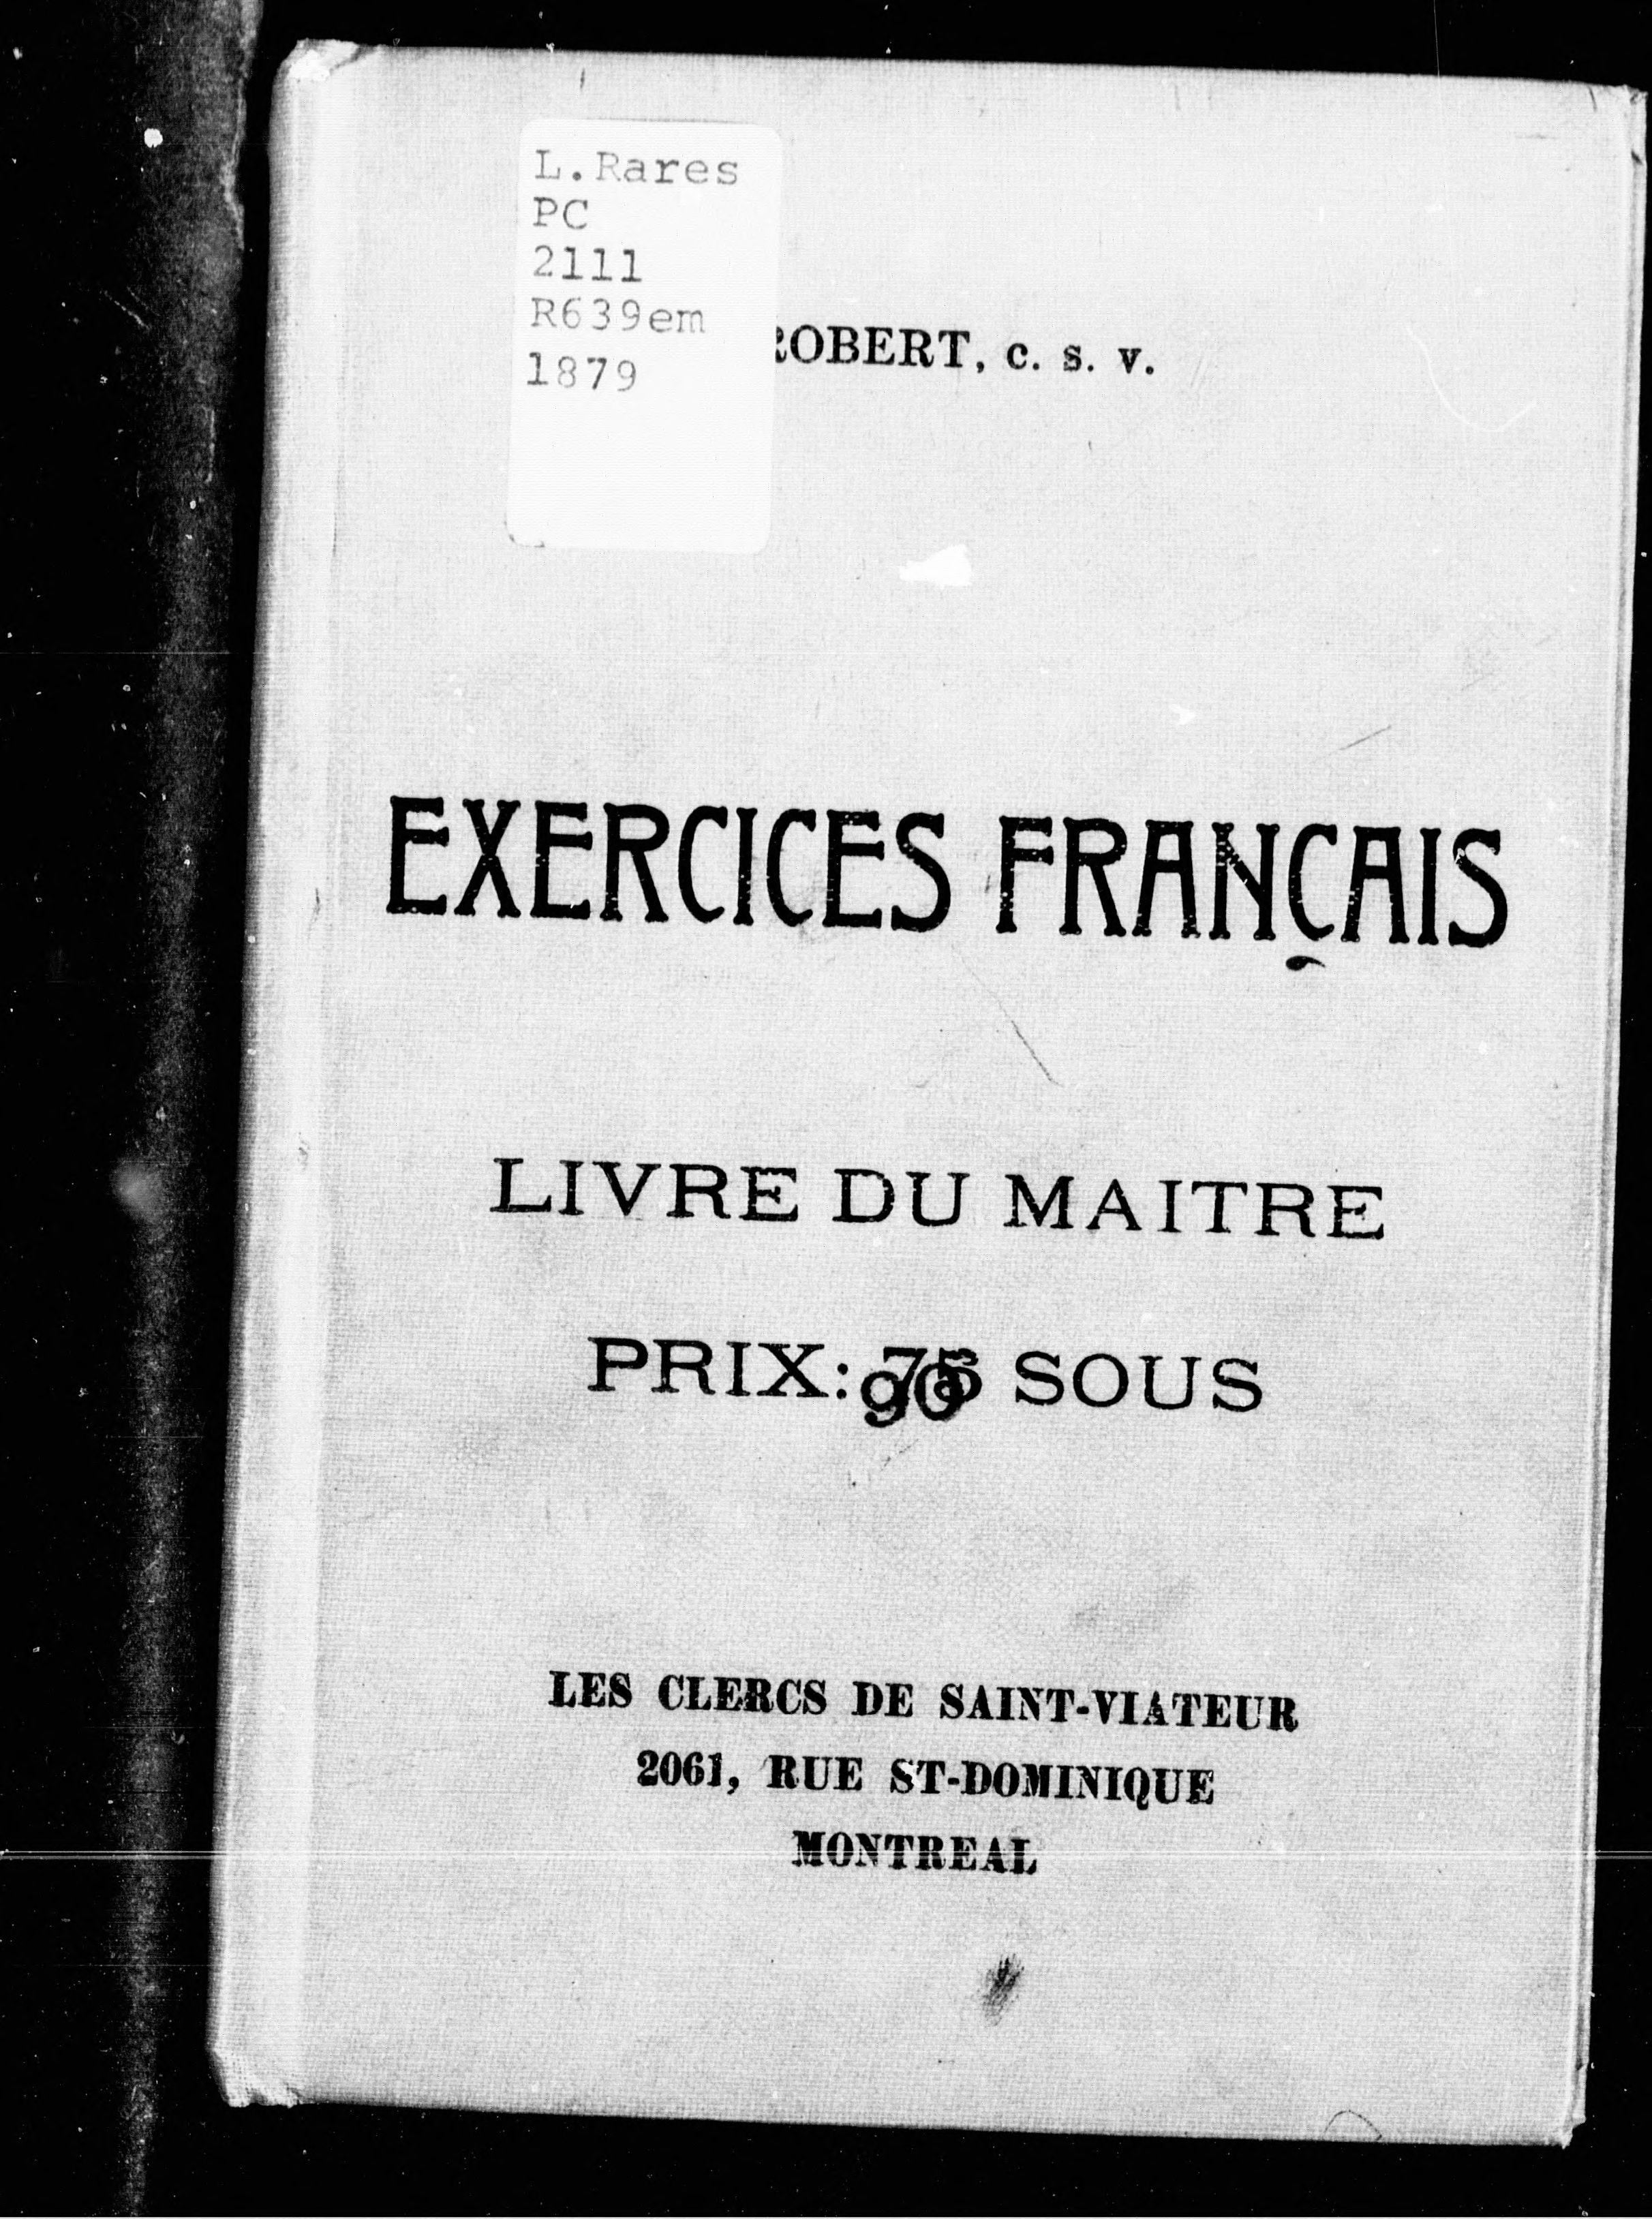 L.Rares
PC
2111
R639em
1879
ROBERT, c. s. v.
EXERCICES FRANÇAIS
LIVRE DU MAITRE
PRIX: 75 90 SOUS
LES CLERCS DE SAINT-VIATEUR
2061, RUE ST-DOMINIQUE
MONTREAL